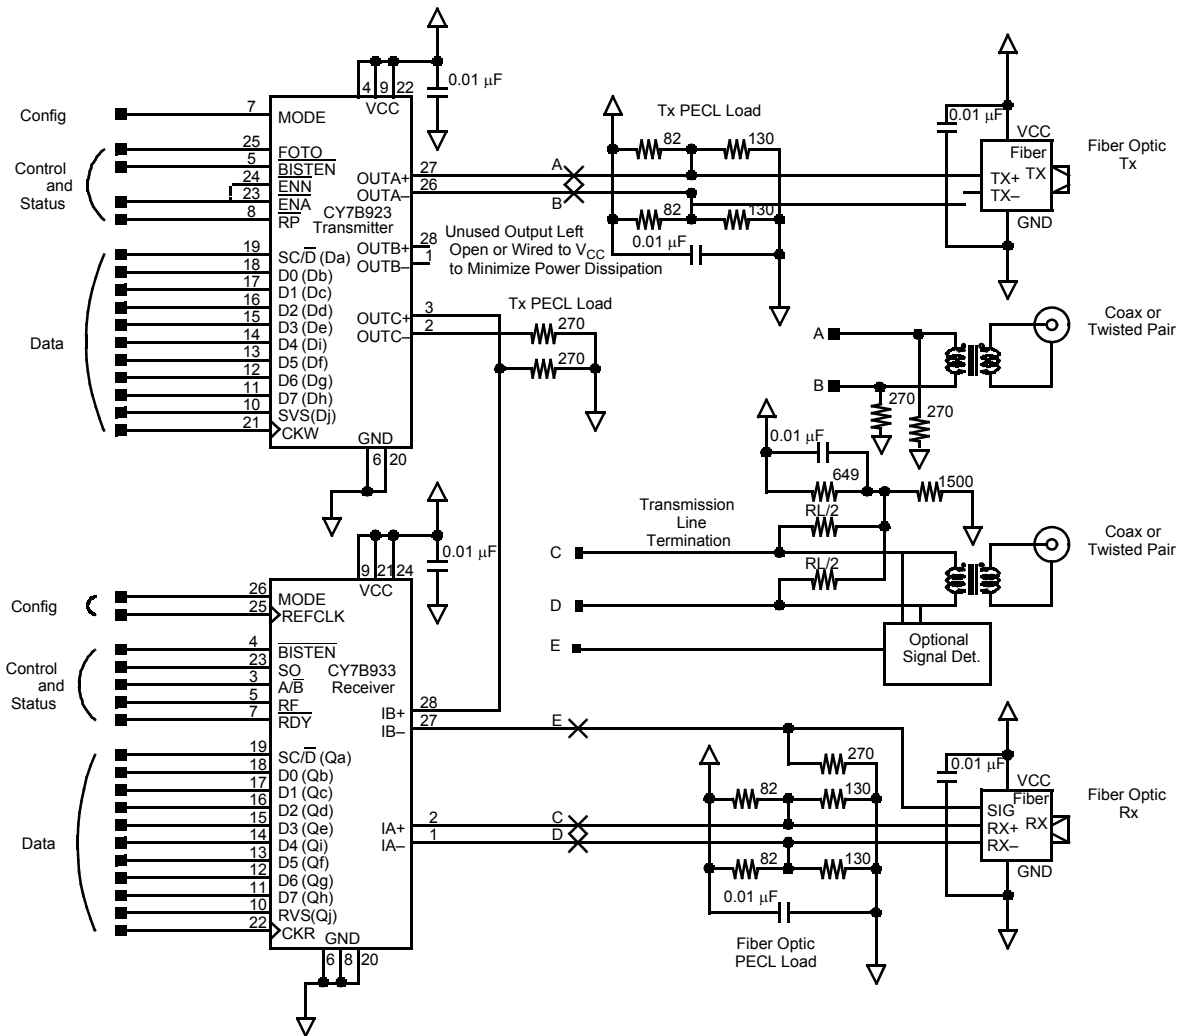 0.01 μF
4 9 22
VCC
Config
7
MODE
Control
and
Status
25
FOTO
5
BISTEN
24
ENN
23
ENA
8
RP
CY7B923
Transmitter
OUTA+
27
OUTA–
26
OUTB+
28
OUTB–
1
OUTC+
3
OUTC–
2
Unused Output Left
Open or Wired to VCC
to Minimize Power Dissipation
Data
19
SC/D (Da)
18
D0 (Db)
17
D1 (Dc)
16
D2 (Dd)
15
D3 (De)
14
D4 (Di)
13
D5 (Df)
12
D6 (Dg)
11
D7 (Dh)
10
SVS(Dj)
21
CKW
GND
6 20
A
B
Tx PECL Load
82
130
82
130
0.01 μF
0.01 μF
VCC
Fiber
TX
TX+
TX–
GND
Fiber Optic
Tx
Tx PECL Load
270
270
A
B
270
270
Coax or
Twisted Pair
0.01 μF
649
1500
RL/2
RL/2
Transmission
Line
Termination
C
D
E
Optional
Signal Det.
Coax or
Twisted Pair
0.01 μF
9 21 24
VCC
Config
26
MODE
25
REFCLK
Control
and
Status
4
BISTEN
23
SO
3
A/B
5
RF
7
RDY
CY7B933
Receiver
IB+
28
IB–
27
IA+
2
IA–
1
Data
19
SC/D (Qa)
18
D0 (Qb)
17
D1 (Qc)
16
D2 (Qd)
15
D3 (Qe)
14
D4 (Qi)
13
D5 (Qf)
12
D6 (Qg)
11
D7 (Qh)
10
RVS(Qj)
22
CKR
GND
6 8 20
E
C
D
270
82
130
82
130
0.01 μF
Fiber Optic
PECL Load
0.01 μF
VCC
Fiber
SIG
RX
RX+
RX–
GND
Fiber Optic
Rx